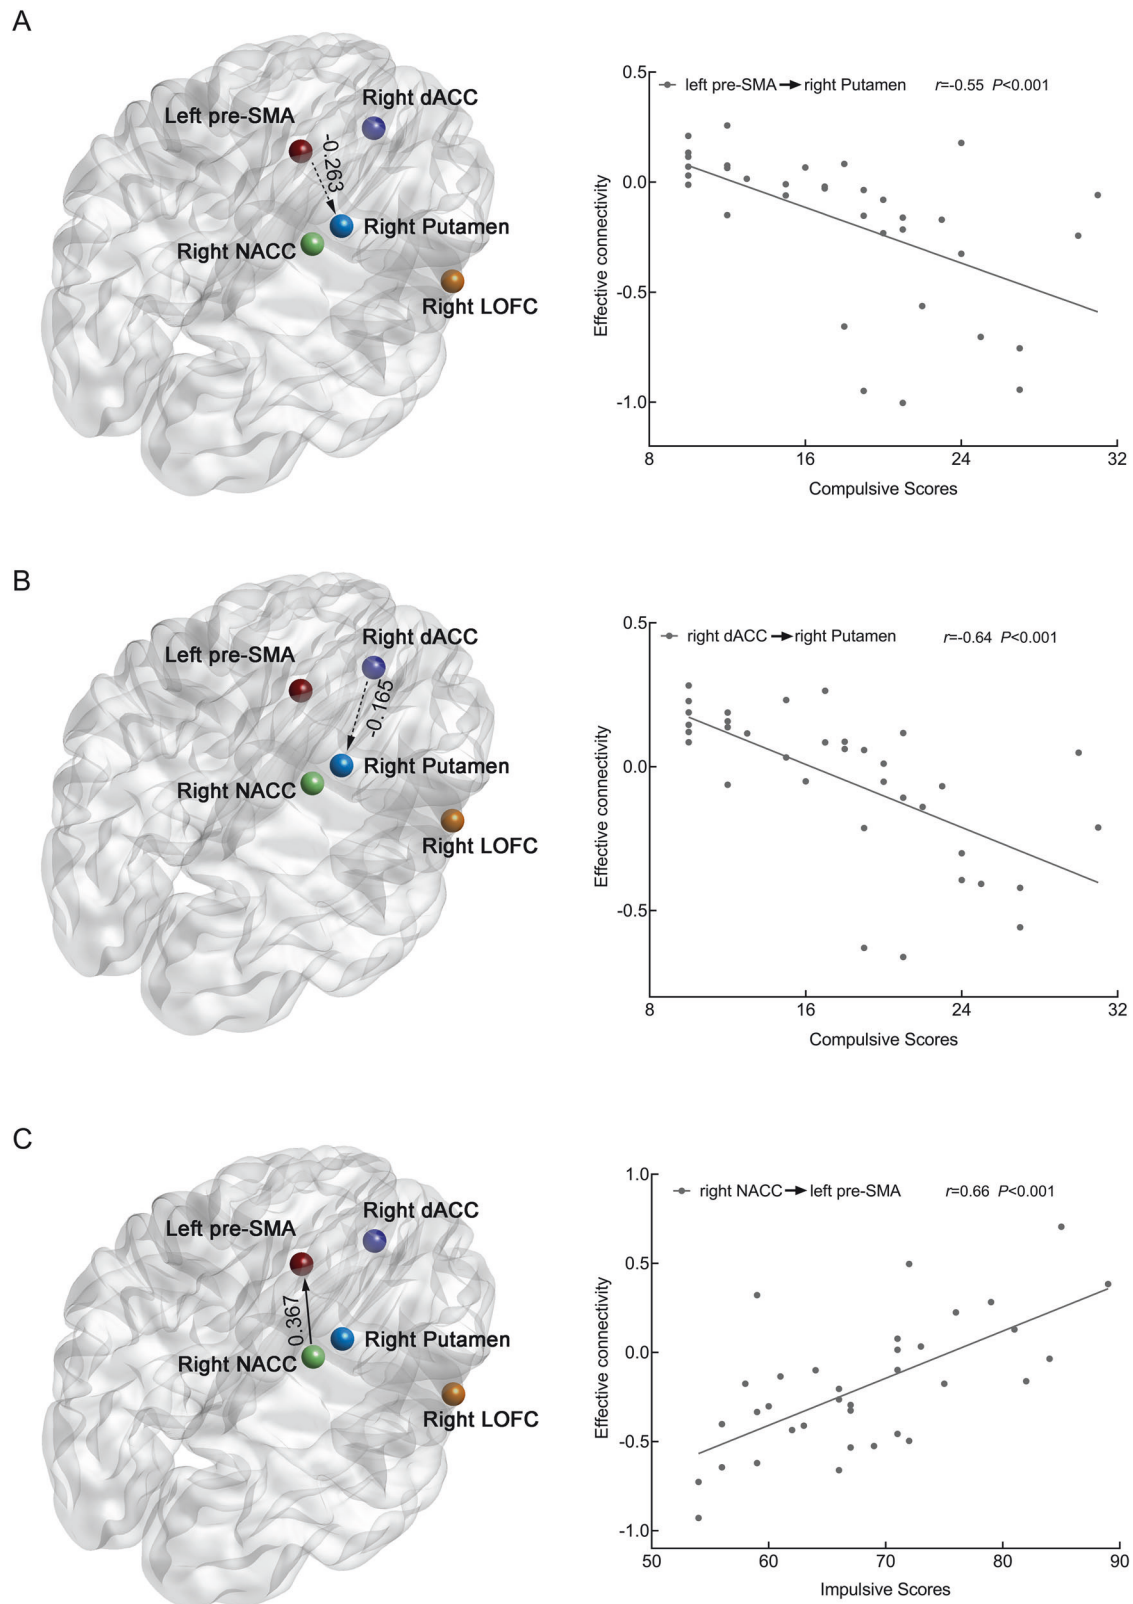 A
Right dACC
Left pre-SMA
-0.263
Right Putamen
Right NACC
Right LOFC
0.5
left pre-SMA right Putamen r=-0.55 P<0.001
0.0
Effective connectivity
-0.5
-1.0
8 16 24 32
Compulsive Scores
B
Right dACC
Left pre-SMA
-0.165
Right Putamen
Right NACC
Right LOFC
0.5
right dACC right Putamen r=-0.64 P<0.001
0.0
Effective connectivity
-0.5
8 16 24 32
Compulsive Scores
C
Right dACC
Left pre-SMA
0.367
Right Putamen
Right NACC
Right LOFC
1.0
right NACC left pre-SMA r=0.66 P<0.001
0.5
0.0
Effective connectivity
-0.5
-1.0
50 60 70 80 90
Impulsive Scores